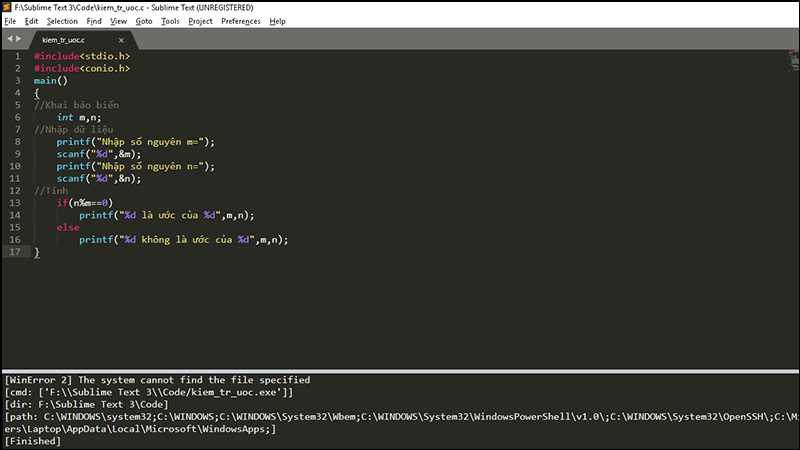 F:\Sublime Text 3\Code\kiem_tr_uoc.c - Sublime Text (UNREGISTERED)
File Edit Selection Find View Goto Tools Project Preferences Help
kiem_tr_uoc.c ×
1 #include<stdio.h>
2 #include<conio.h>
3 main()
4 {
5 //Khai báo biến
6 int m,n;
7 //Nhập dữ liệu
8 printf("Nhập số nguyên m=");
9 scanf("%d",&m);
10 printf("Nhập số nguyên n=");
11 scanf("%d",&n);
12 //Tính
13 if(n%m==0)
14 printf("%d là ước của %d",m,n);
15 else
16 printf("%d không là ước của %d",m,n);
17 }
[WinError 2] The system cannot find the file specified
[cmd: ['F:\\Sublime Text 3\\Code/kiem_tr_uoc.exe']]
[dir: F:\Sublime Text 3\Code]
[path: C:\WINDOWS\system32;C:\WINDOWS;C:\WINDOWS\System32\Wbem;C:\WINDOWS\System32\WindowsPowerShell\v1.0\;C:\WINDOWS\System32\OpenSSH\;C:\Mi
ers\Laptop\AppData\Local\Microsoft\WindowsApps;]
[Finished]